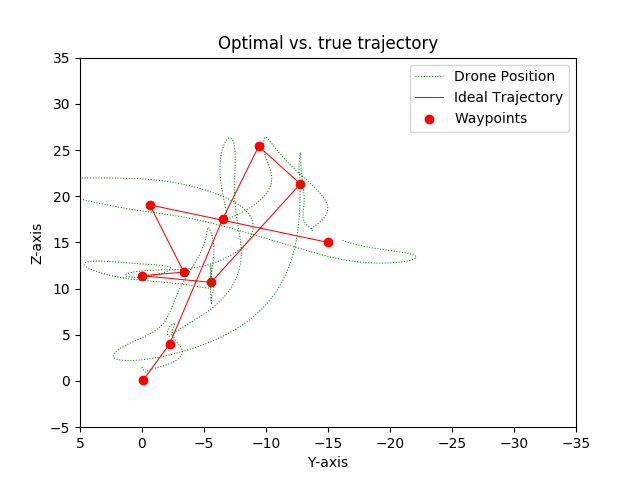 Optimal vs. true trajectory
Drone Position
Ideal Trajectory
Waypoints
Z-axis
35
30
25
20
15
10
5
0
−5
5 0 −5 −10 −15 −20 −25 −30 −35
Y-axis